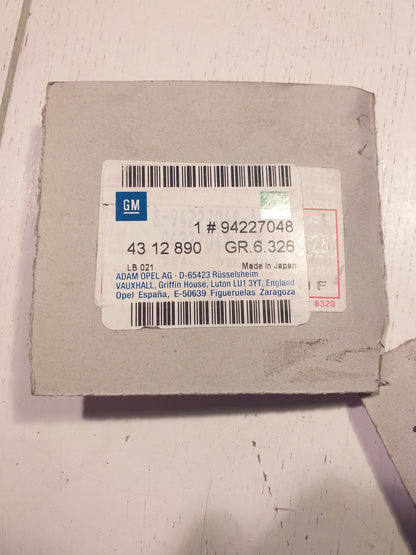 GM
1 # 94227048
43 12 890 GR.6.326
LB 021 Made in Japan
ADAM OPEL AG · D-65423 Rüsselsheim
VAUXHALL, Griffin House, Luton LU1 3YT, England
Opel España, E-50639 Figueruelas Zaragoza
F
8320